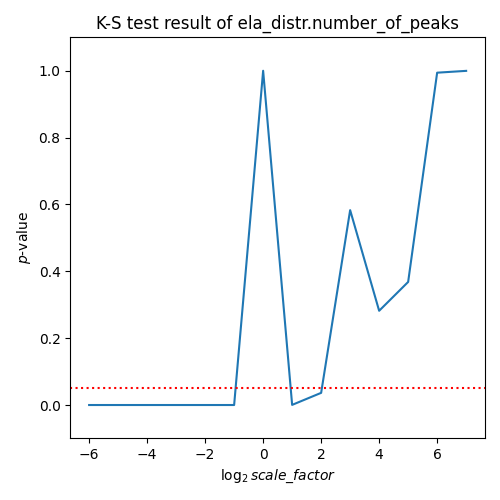 K-S test result of ela_distr.number_of_peaks
1.0
0.8
0.6
0.4
0.2
0.0
p-value
−6 −4 −2 0 2 4 6
log₂ scale_factor